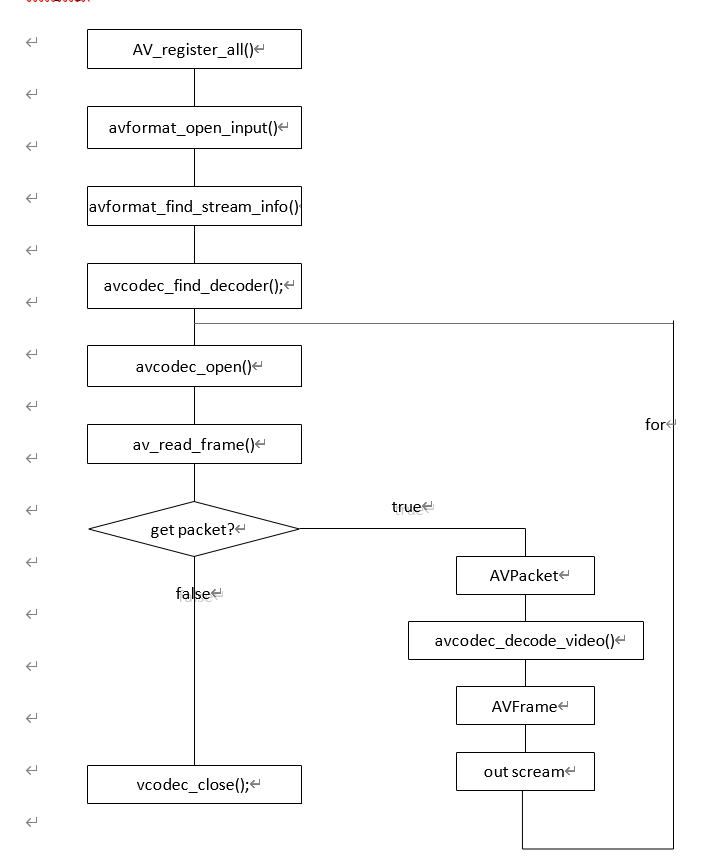 AV_register_all()
avformat_open_input()
avformat_find_stream_info()
avcodec_find_decoder();
avcodec_open()
for
av_read_frame()
true
get packet?
AVPacket
false
avcodec_decode_video()
AVFrame
out scream
vcodec_close();